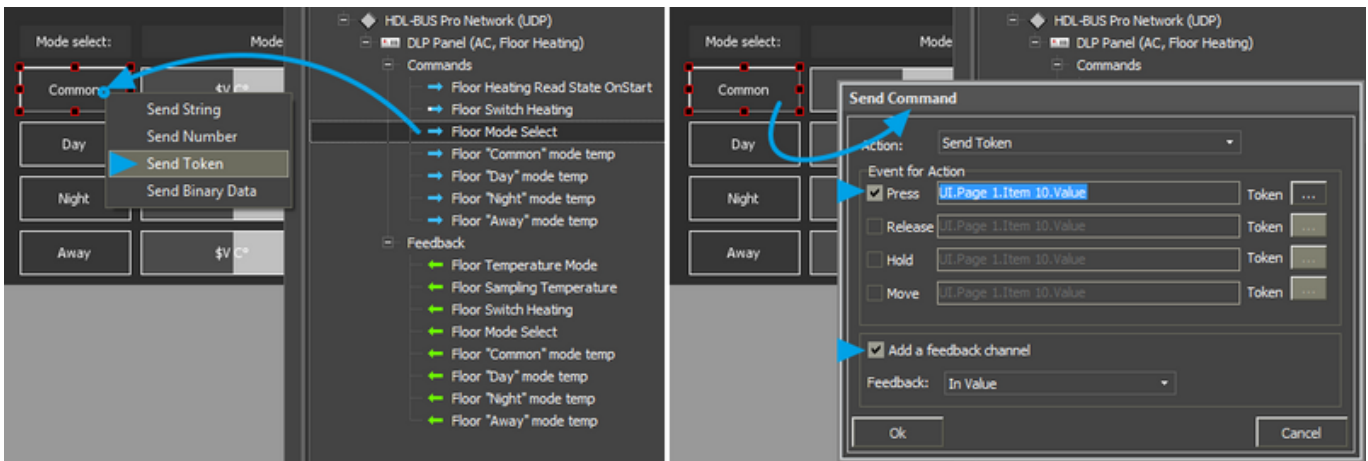 HDL-BUS Pro Network (UDP)
Mode select:
Mode
DLP Panel (AC, Floor Heating)
Commands
Common
$V C°
Floor Heating Read State OnStart
Send String
Floor Switch Heating
Send Number
Floor Mode Select
Day
Send Token
Floor "Common" mode temp
Floor "Day" mode temp
Send Binary Data
Night
Floor "Night" mode temp
Floor "Away" mode temp
Feedback
Away
$V C°
Floor Temperature Mode
Floor Sampling Temperature
Floor Switch Heating
Floor Mode Select
Floor "Common" mode temp
Floor "Day" mode temp
Floor "Night" mode temp
Floor "Away" mode temp
HDL-BUS Pro Network (UDP)
Mode select:
Mode
DLP Panel (AC, Floor Heating)
Commands
Common
Day
Night
Away
Send Command
Action:
Send Token
Event for Action
Press
UI.Page 1.Item 10.Value
Token
...
Release
UI.Page 1.Item 10.Value
Token
...
Hold
UI.Page 1.Item 10.Value
Token
...
Move
UI.Page 1.Item 10.Value
Token
...
Add a feedback channel
Feedback:
In Value
Ok
Cancel